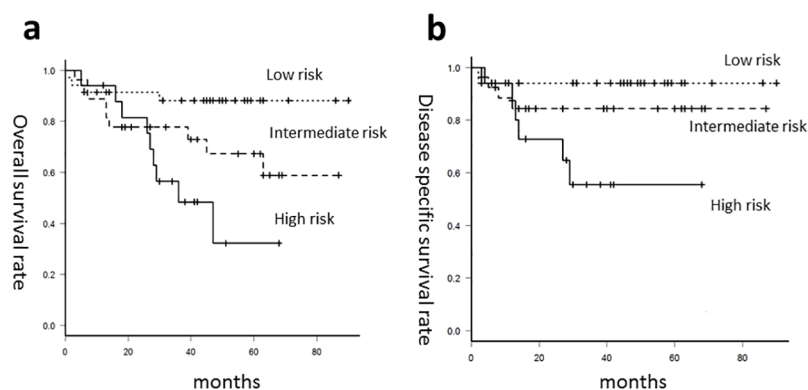 a
Overall survival rate
1.0
0.8
0.6
0.4
0.2
0.0
Low risk
Intermediate risk
High risk
0 20 40 60 80
months
b
Disease specific survival rate
1.0
0.8
0.6
0.4
0.2
0.0
Low risk
Intermediate risk
High risk
0 20 40 60 80
months